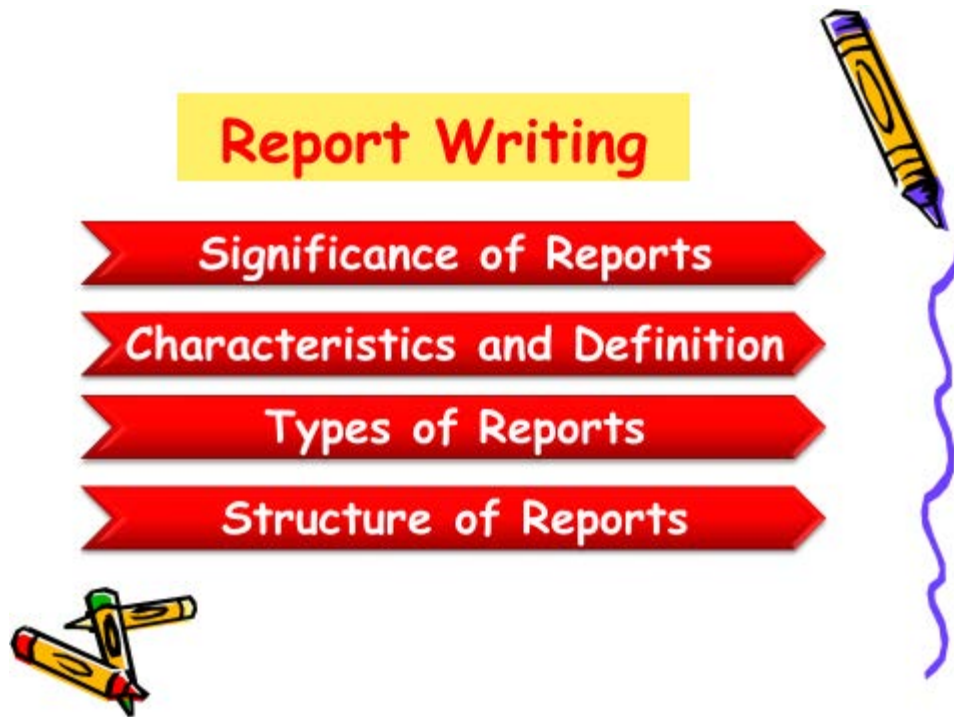 Report Writing
Significance of Reports
Characteristics and Definition
Types of Reports
Structure of Reports